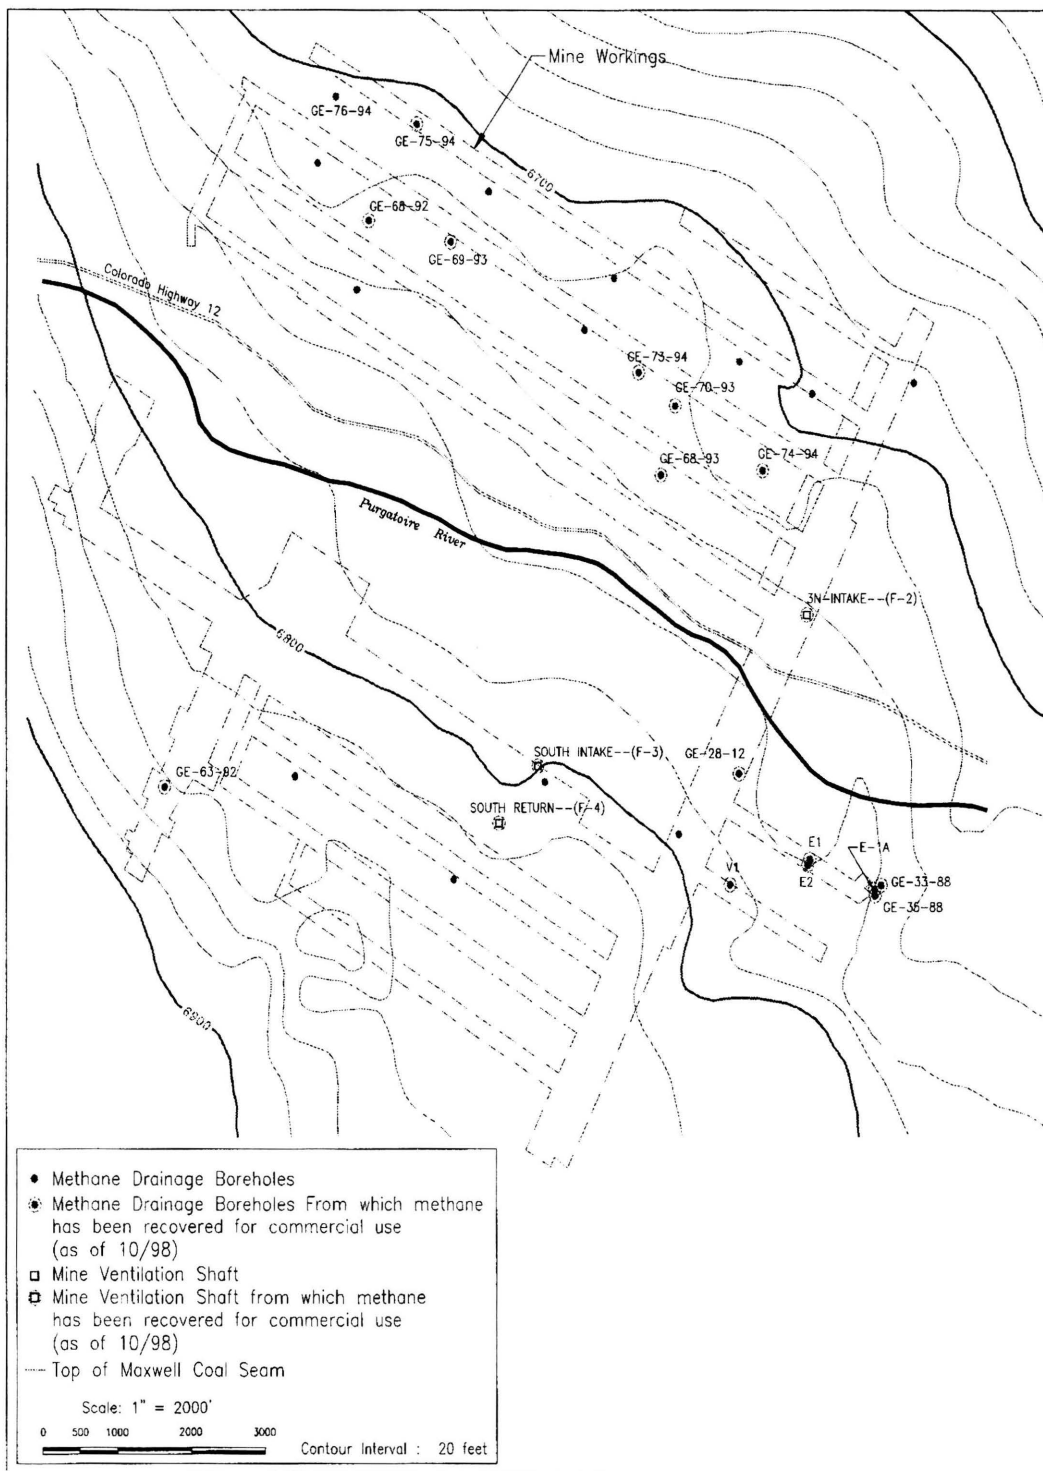 Mine Workings
GE-76-94
GE-75-94
6700
GE-68-92
GE-69-93
Colorado Highway 12
GE-73-94
GE-70-93
GE-74-94
GE-68-93
Purgatoire River
3N-INTAKE--(F-2)
6800
SOUTH INTAKE--(F-3)
GE-28-12
GE-63-92
SOUTH RETURN--(F-4)
E1
E-1A
V1
E2
GE-33-88
GE-35-88
6900
Methane Drainage Boreholes
Methane Drainage Boreholes From which methane
has been recovered for commercial use
(as of 10/98)
Mine Ventilation Shaft
Mine Ventilation Shaft from which methane
has been recovered for commercial use
(as of 10/98)
Top of Maxwell Coal Seam
Scale: 1" = 2000'
0 500 1000 2000 3000
Contour Interval : 20 feet